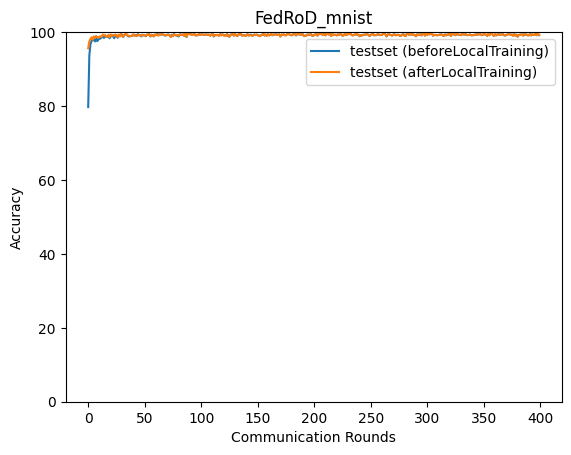 FedRoD_mnist
testset (beforeLocalTraining)
testset (afterLocalTraining)
Accuracy
100
80
60
40
20
0
0 50 100 150 200 250 300 350 400
Communication Rounds